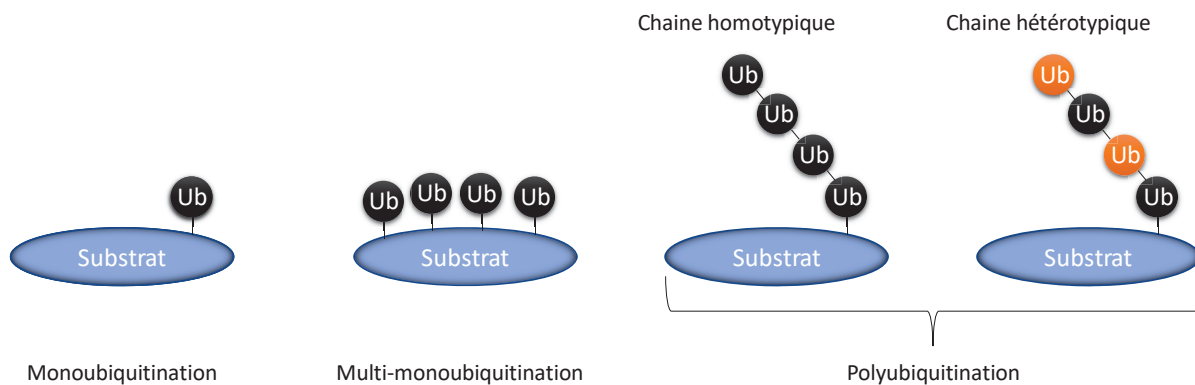 Chaine homotypique
Chaine hétérotypique
Ub
Ub
Ub
Ub
Ub
Ub
Ub
Ub
Ub
Ub
Ub
Ub
Ub
Substrat
Substrat
Substrat
Substrat
Monoubiquitination
Multi-monoubiquitination
Polyubiquitination